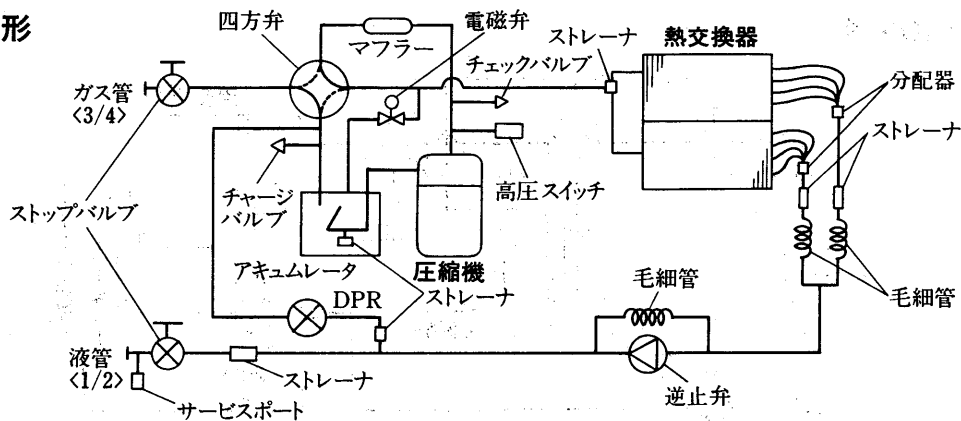 形
四方弁
マフラー
電磁弁
ストレーナ
熱交換器
チェックバルブ
分配器
ストレーナ
ガス管
<3/4>
高圧スイッチ
チャージ
バルブ
ストップバルブ
アキュムレータ
圧縮機
ストレーナ
毛細管
DPR
毛細管
液管
<1/2>
ストレーナ
逆止弁
サービスポート